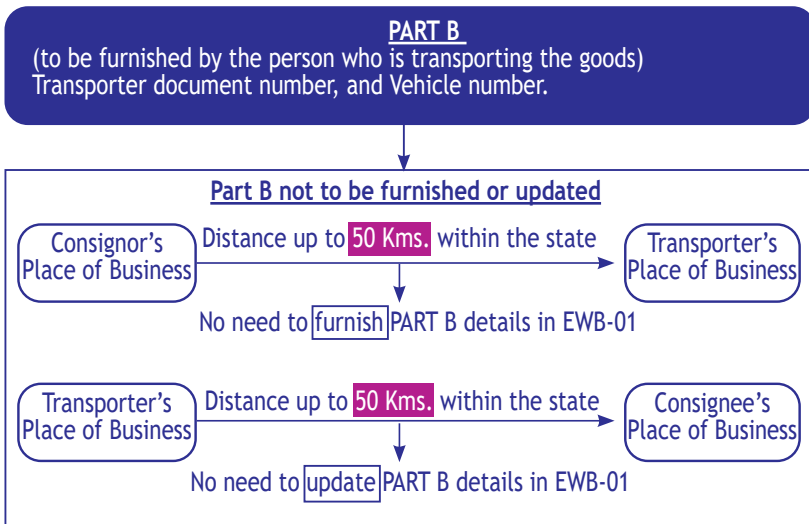 PART B
(to be furnished by the person who is transporting the goods)
Transporter document number, and Vehicle number.
Part B not to be furnished or updated
Consignor's
Place of Business
Distance up to 50 Kms. within the state
Transporter's
Place of Business
No need to furnish PART B details in EWB-01
Transporter's
Place of Business
Distance up to 50 Kms. within the state
Consignee's
Place of Business
No need to update PART B details in EWB-01